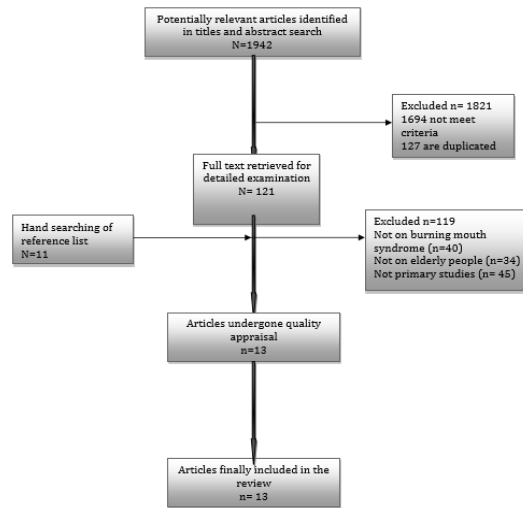 Potentially relevant articles identified
in titles and abstract search
N=1942
Excluded n= 1821
1694 not meet
criteria
127 are duplicated
Full text retrieved for
detailed examination
N= 121
Hand searching of
reference list
N=11
Excluded n=119
Not on burning mouth
syndrome (n=40)
Not on elderly people (n=34)
Not primary studies (n= 45)
Articles undergone quality
appraisal
n=13
Articles finally included in the
review
n= 13